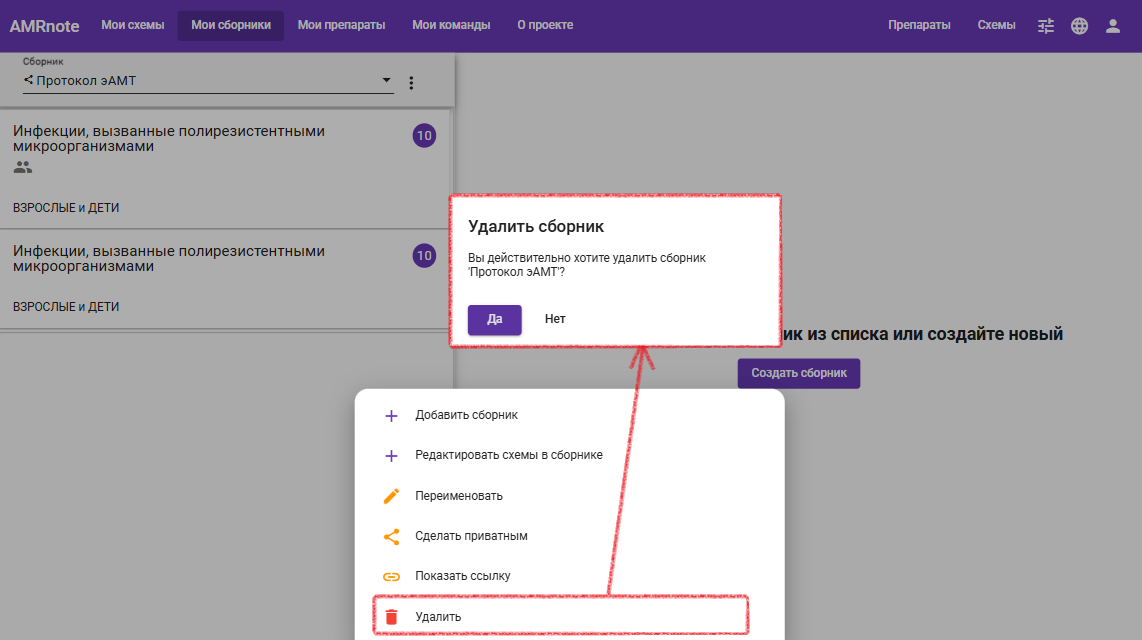 AMRnote Мои схемы Мои сборники Мои препараты Мои команды О проекте Препараты Схемы
Сборник
Протокол эАМТ
Инфекции, вызванные полирезистентными 10
микроорганизмами
ВЗРОСЛЫЕ и ДЕТИ
Инфекции, вызванные полирезистентными 10
микроорганизмами
ВЗРОСЛЫЕ и ДЕТИ
Удалить сборник
Вы действительно хотите удалить сборник
'Протокол эАМТ'?
Да Нет
ик из списка или создайте новый
Создать сборник
Добавить сборник
Редактировать схемы в сборнике
Переименовать
Сделать приватным
Показать ссылку
Удалить